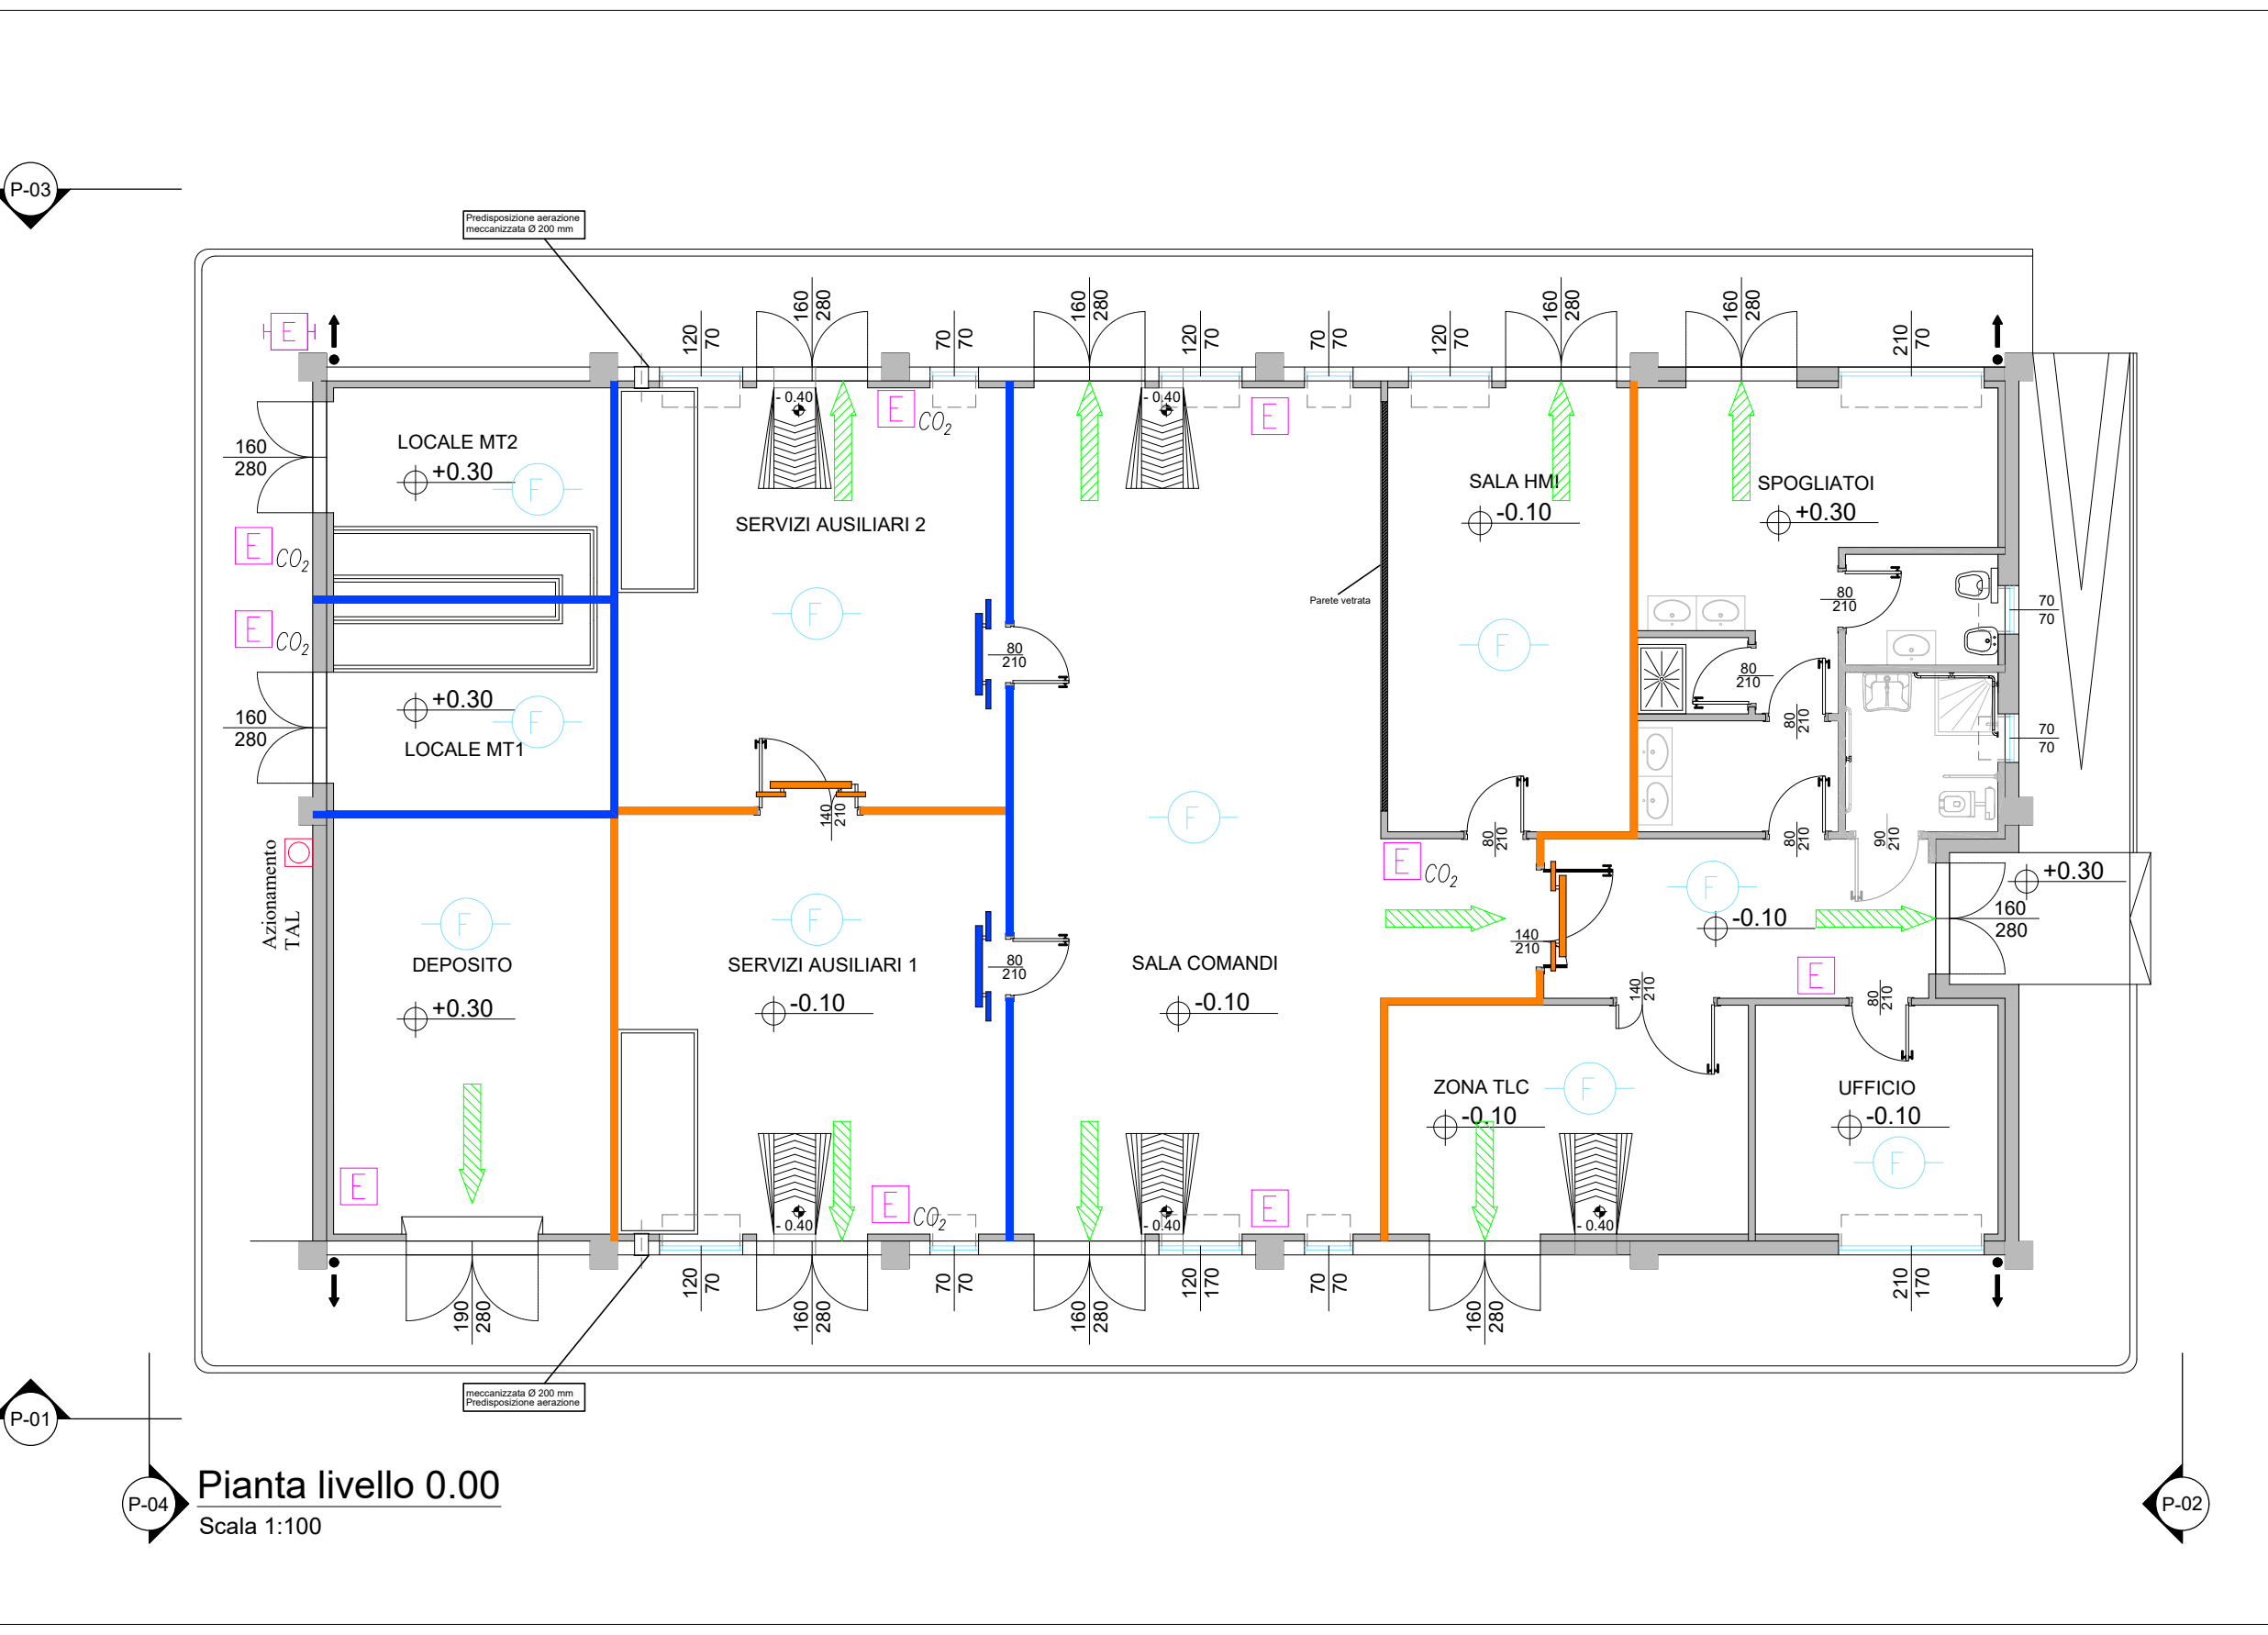 P-03
Predisposizione aerazione
meccanizzata Ø 200 mm
120
70
160
280
70
70
160
280
120
70
70
70
120
70
160
280
160
280
210
70
E
- 0.40
E
CO2
- 0.40
E
LOCALE MT2
+0.30
F
160
280
SERVIZI AUSILIARI 2
SALA HMI
-0.10
SPOGLIATOI
+0.30
E
CO2
E
CO2
F
Parete vetrata
F
80
210
70
70
80
210
80
210
80
210
+0.30
LOCALE MT1
F
160
280
70
70
140
210
F
80
210
80
210
90
210
Azionamento
TAL
E
CO2
F
-0.10
+0.30
160
280
F
DEPOSITO
+0.30
F
SERVIZI AUSILIARI 1
-0.10
80
210
SALA COMANDI
-0.10
140
210
140
210
E
80
210
ZONA TLC
-0.10
F
UFFICIO
-0.10
F
E
E
CO2
E
- 0.40
- 0.40
- 0.40
190
280
120
70
160
280
70
70
160
280
120
170
70
70
160
280
210
170
meccanizzata Ø 200 mm
Predisposizione aerazione
P-01
P-04
Pianta livello 0.00
Scala 1:100
P-02